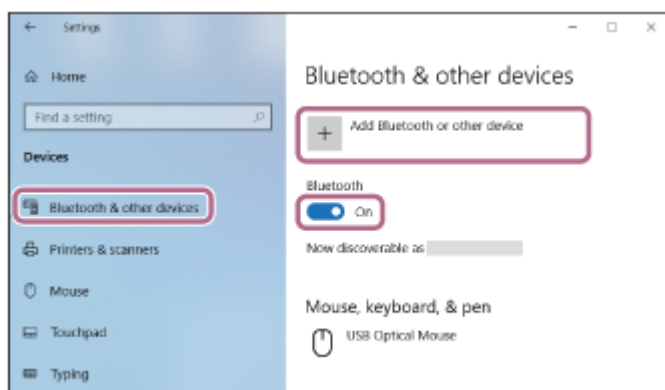 Settings
Home
Find a setting
Devices
Bluetooth & other devices
Printers & scanners
Mouse
Touchpad
Typing
Bluetooth & other devices
Add Bluetooth or other device
Bluetooth
On
Now discoverable as
Mouse, keyboard, & pen
USB Optical Mouse